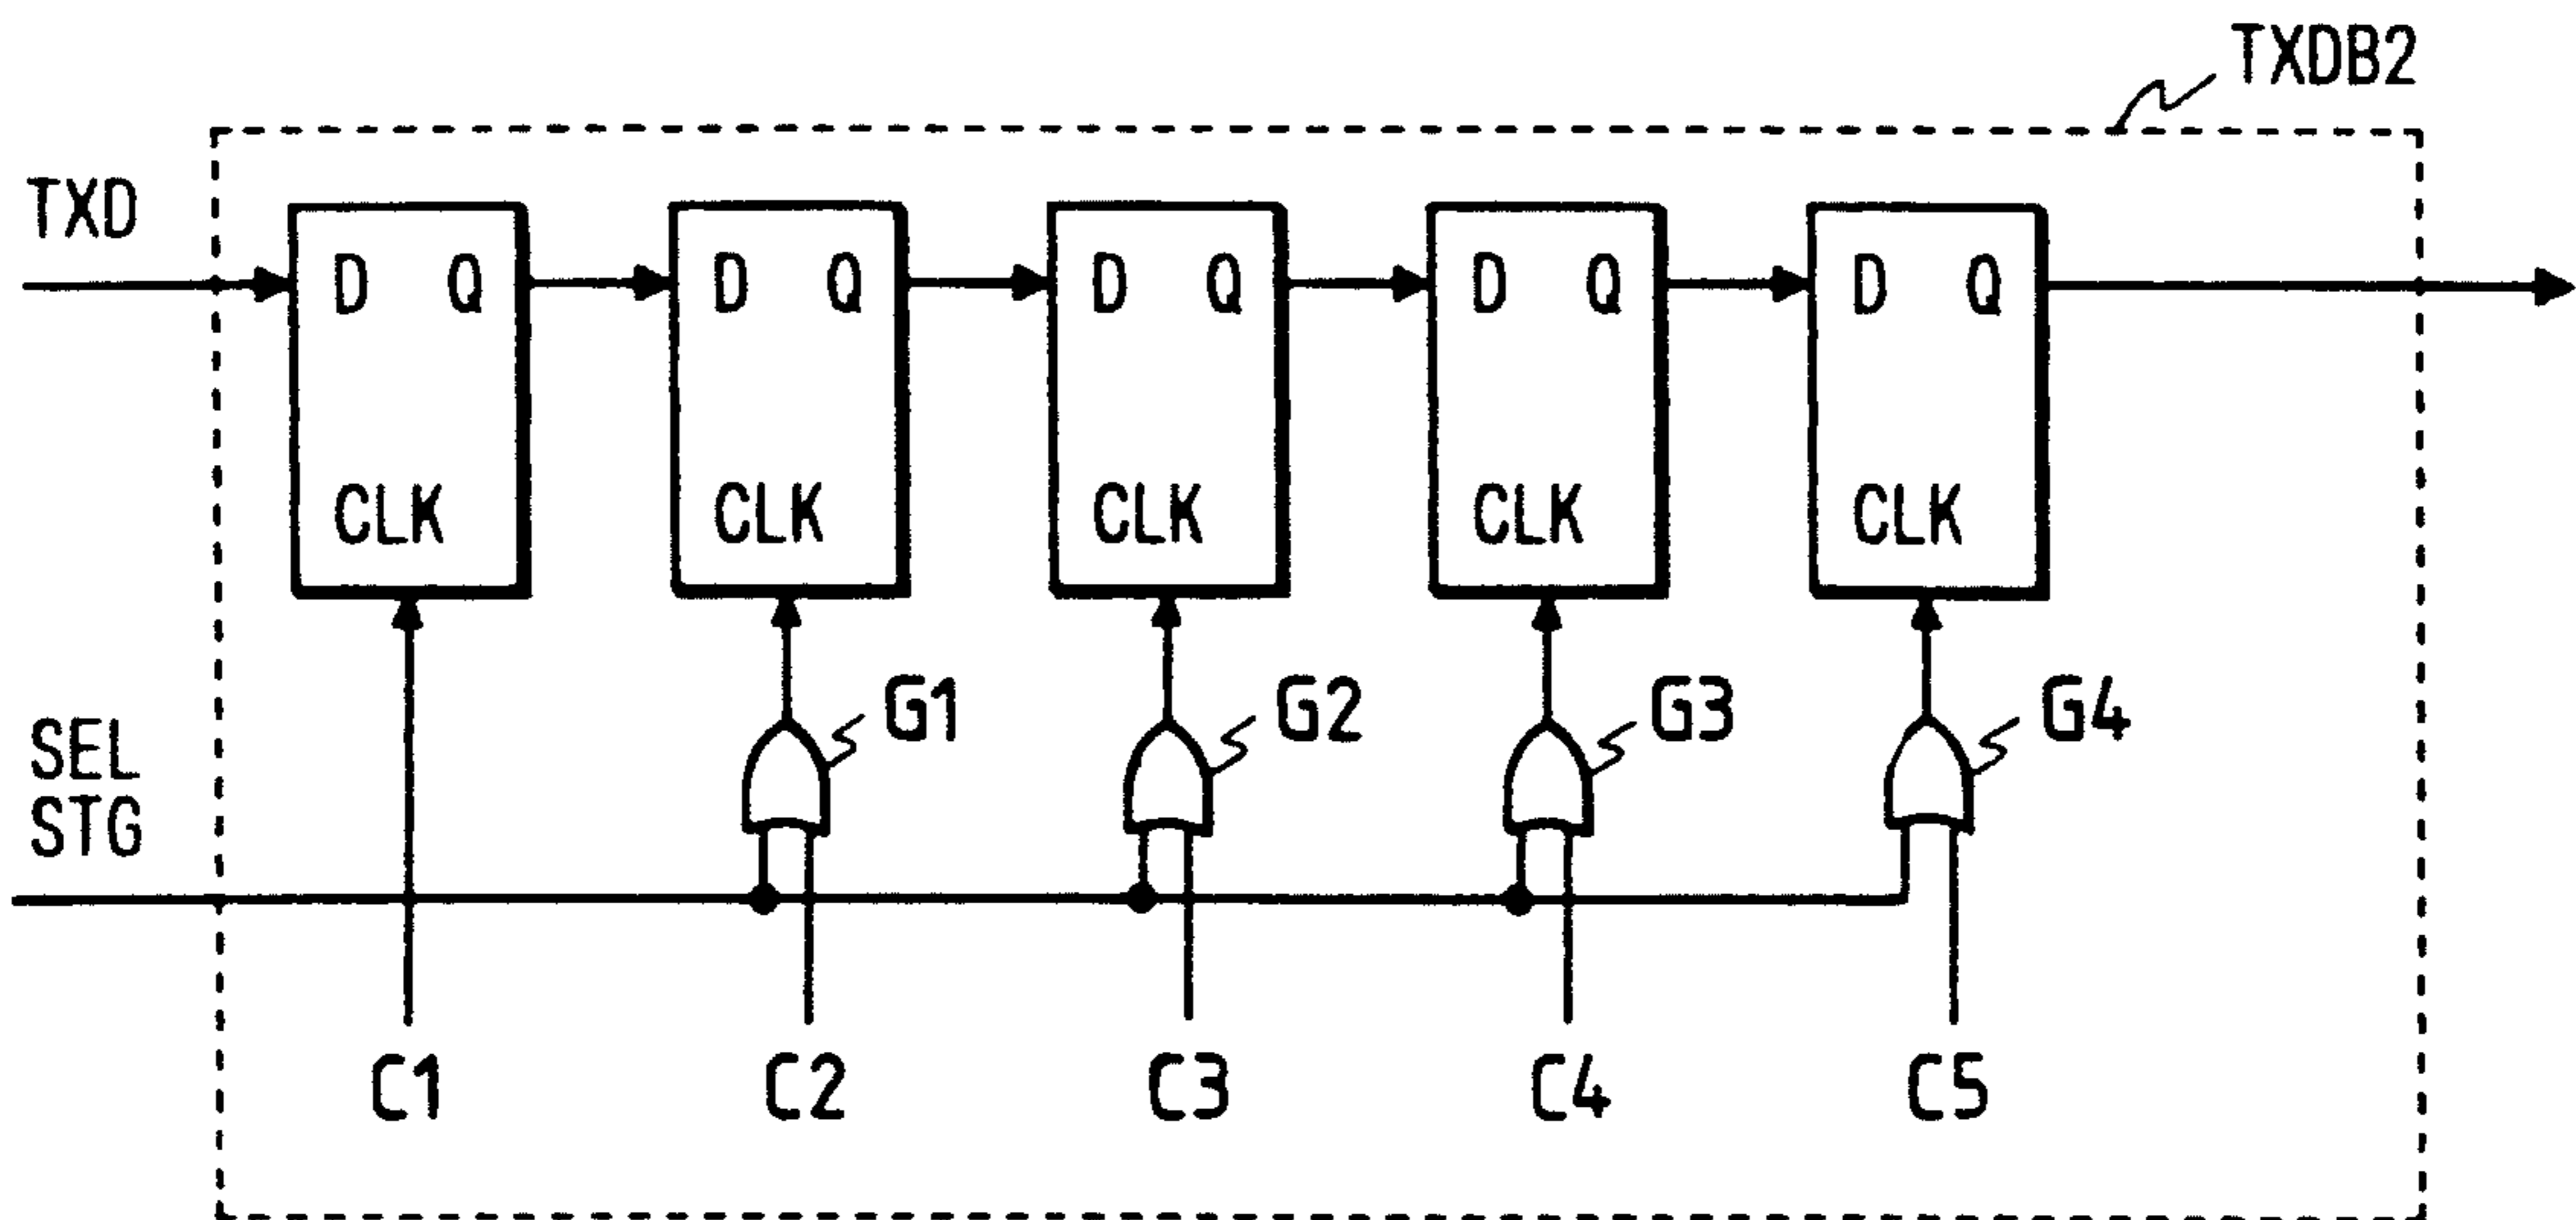 TXDB2
TXD
D Q D Q D Q D Q D Q
CLK CLK CLK CLK CLK
G1 G2 G3 G4
SEL
STG
C1 C2 C3 C4 C5